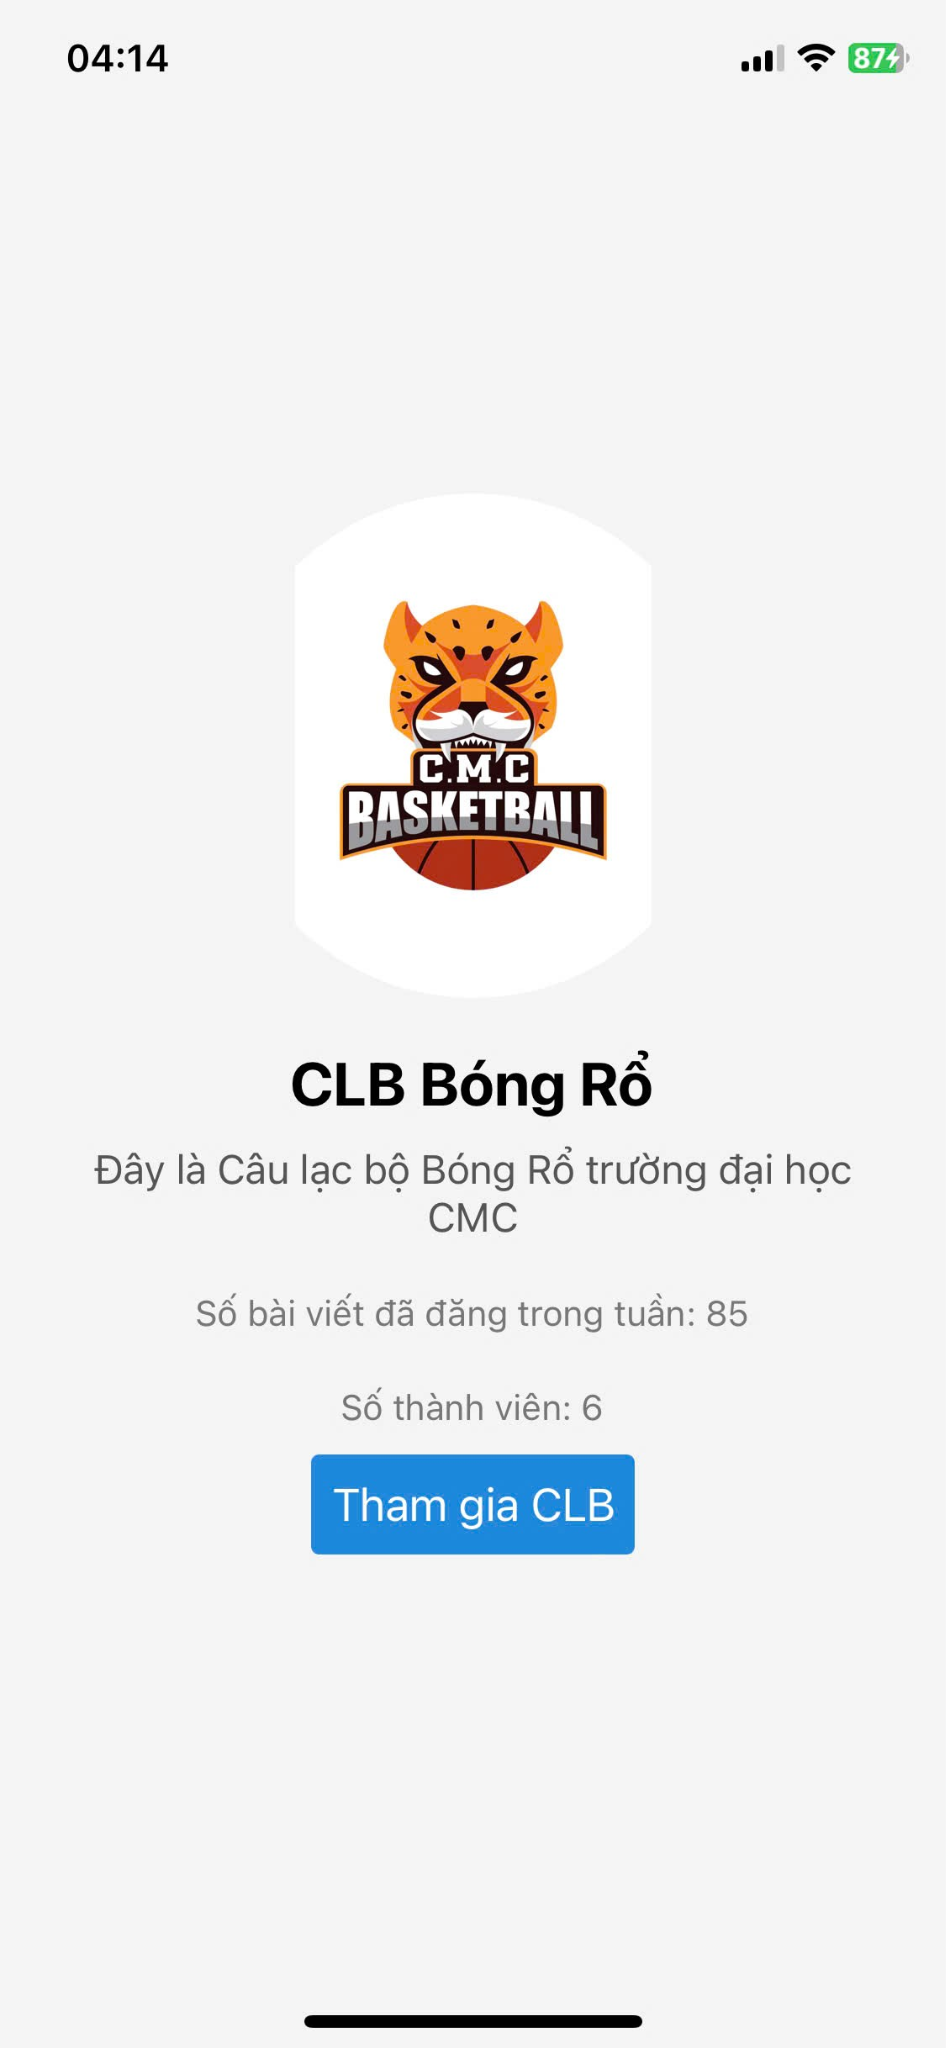 04:14
87
C.M.C
BASKETBALL
CLB Bóng Rổ
Đây là Câu lạc bộ Bóng Rổ trường đại học
CMC
Số bài viết đã đăng trong tuần: 85
Số thành viên: 6
Tham gia CLB